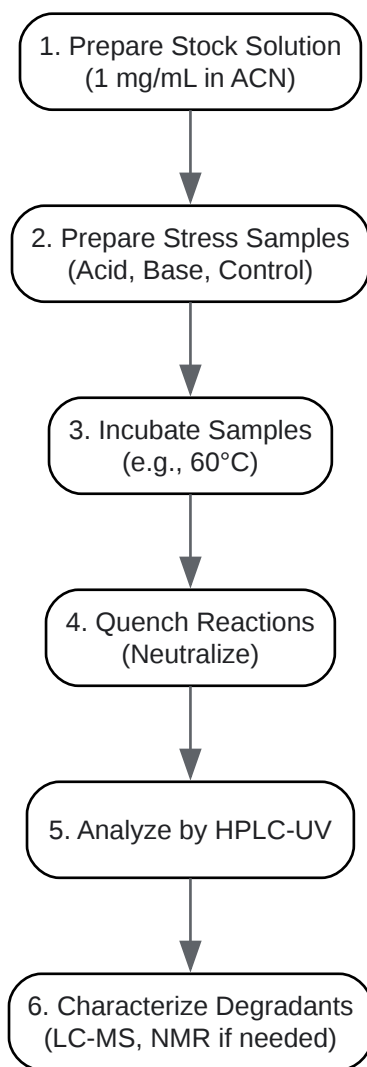 1. Prepare Stock Solution
(1 mg/mL in ACN)
2. Prepare Stress Samples
(Acid, Base, Control)
3. Incubate Samples
(e.g., 60°C)
4. Quench Reactions
(Neutralize)
5. Analyze by HPLC-UV
6. Characterize Degradants
(LC-MS, NMR if needed)